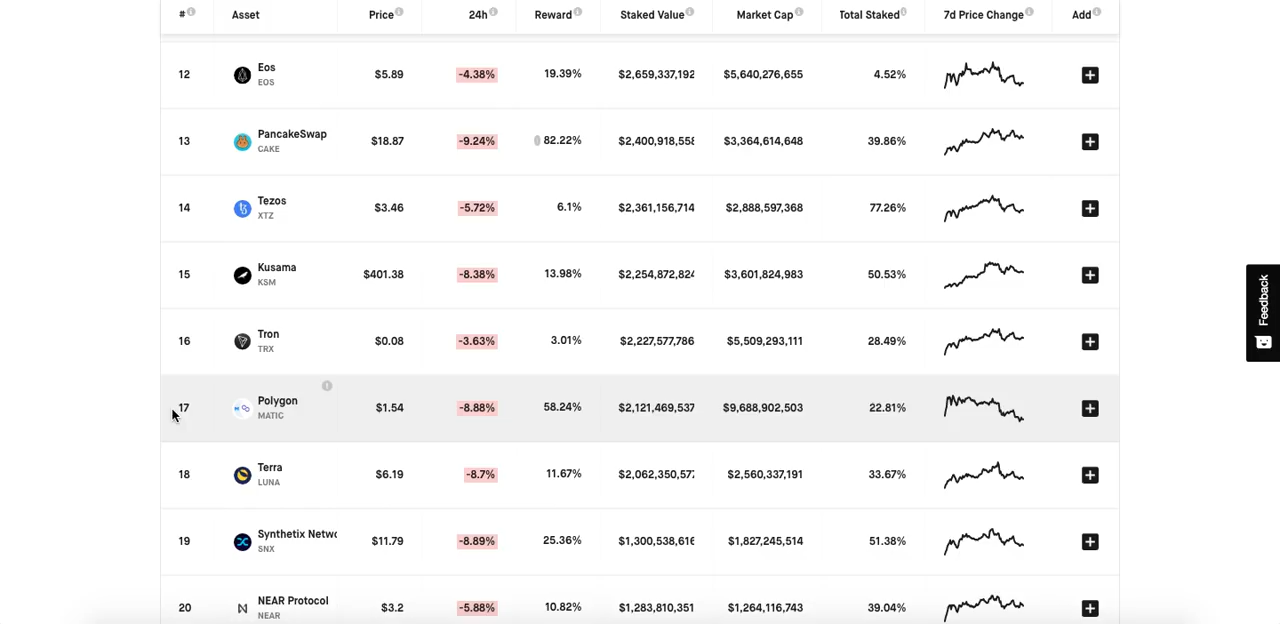 # Asset Price 24h Reward Staked Value Market Cap Total Staked 7d Price Change Add
12 Eos $5.89 -4.38% 19.39% $2,659,337,192 $5,640,276,655 4.52%
EOS
13 PancakeSwap $18.87 -9.24% 82.22% $2,400,918,558 $3,364,614,648 39.86%
CAKE
14 Tezos $3.46 -5.72% 6.1% $2,361,156,714 $2,888,597,368 77.26%
XTZ
15 Kusama $401.38 -8.38% 13.98% $2,254,872,824 $3,601,824,983 50.53%
KSM
16 Tron $0.08 -3.63% 3.01% $2,227,577,786 $5,509,293,111 28.49%
TRX
17 Polygon $1.54 -8.88% 58.24% $2,121,469,537 $9,688,902,503 22.81%
MATIC
18 Terra $6.19 -8.7% 11.67% $2,062,350,577 $2,560,337,191 33.67%
LUNA
19 Synthetix Netwo $11.79 -8.89% 25.36% $1,300,538,616 $1,827,245,514 51.38%
SNX
20 NEAR Protocol $3.2 -5.88% 10.82% $1,283,810,351 $1,264,116,743 39.04%
NEAR
Feedback